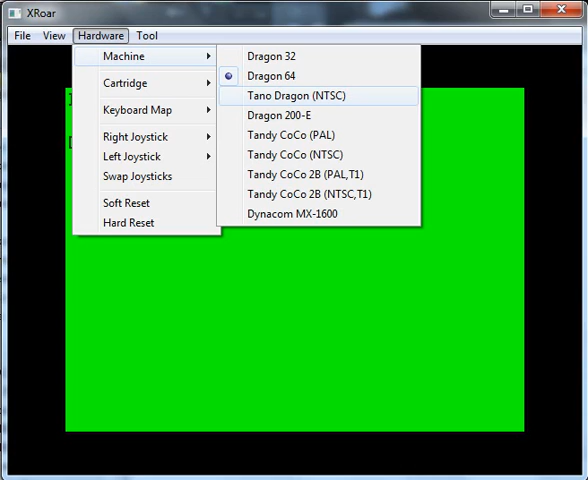 XRoar
File View Hardware Tool
Machine
Cartridge
Keyboard Map
Right Joystick
Left Joystick
Swap Joysticks
Soft Reset
Hard Reset
Dragon 32
Dragon 64
Tano Dragon (NTSC)
Dragon 200-E
Tandy CoCo (PAL)
Tandy CoCo (NTSC)
Tandy CoCo 2B (PAL,T1)
Tandy CoCo 2B (NTSC,T1)
Dynacom MX-1600